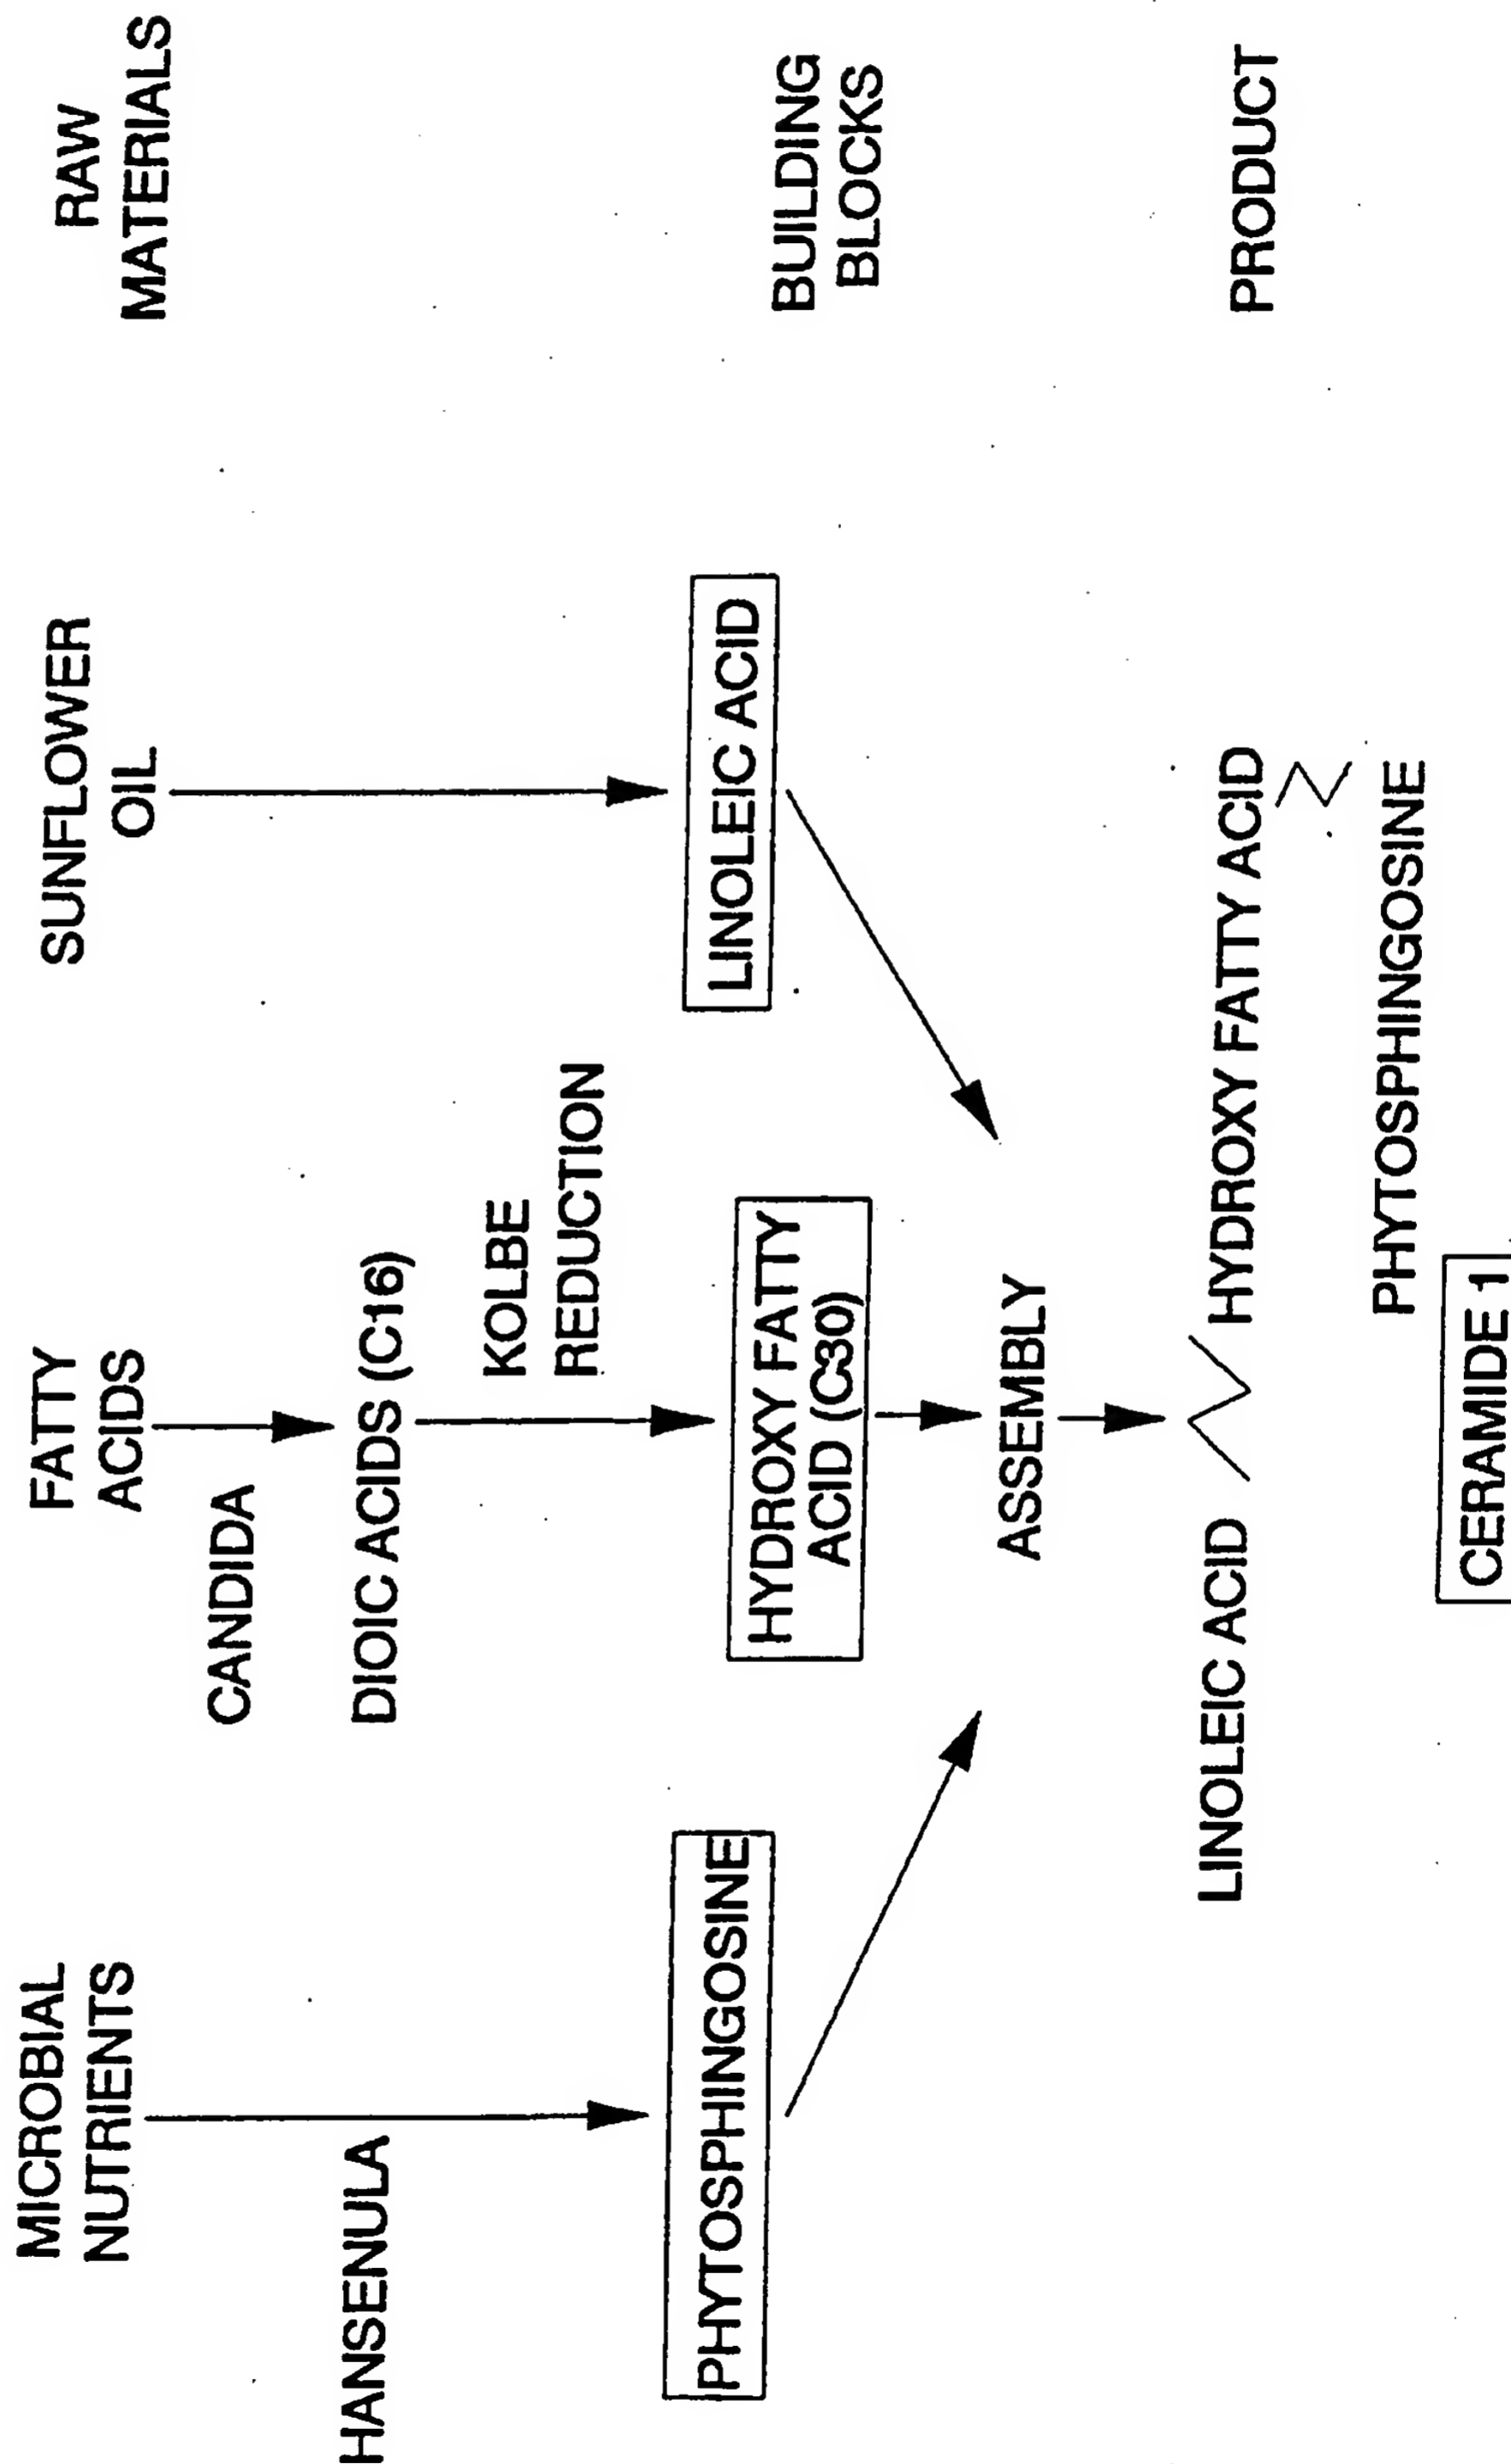 MICROBIAL
NUTRIENTS
FATTY
ACIDS
SUNFLOWER
OIL
RAW
MATERIALS
CANDIDA
HANSENULA
DIOIC ACIDS (C16)
KOLBE
REDUCTION
PHYTOSPHINGOSINE
HYDROXY FATTY
ACID (C30)
LINOLEIC ACID
BUILDING
BLOCKS
ASSEMBLY
LINOLEIC ACID
HYDROXY FATTY ACID
PHYTOSPHINGOSINE
PRODUCT
CERAMIDE 1